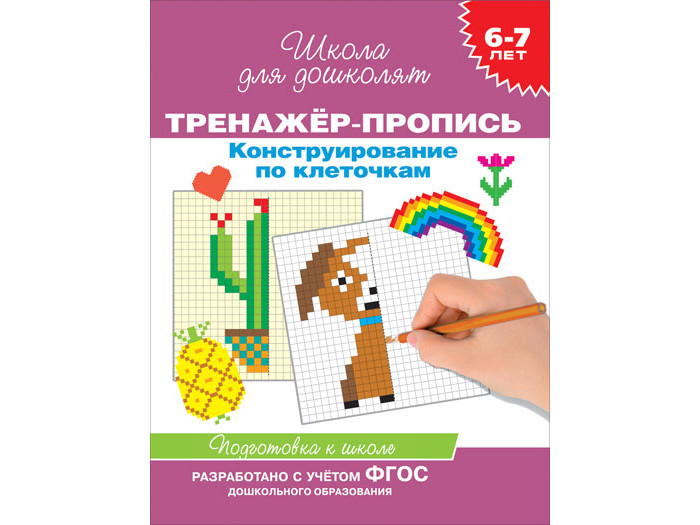 Школа
для дошколят
6-7
ЛЕТ
ТРЕНАЖЁР-ПРОПИСЬ
Конструирование
по клеточкам
Подготовка к школе
РАЗРАБОТАНО С УЧЁТОМ ФГОС
ДОШКОЛЬНОГО ОБРАЗОВАНИЯ